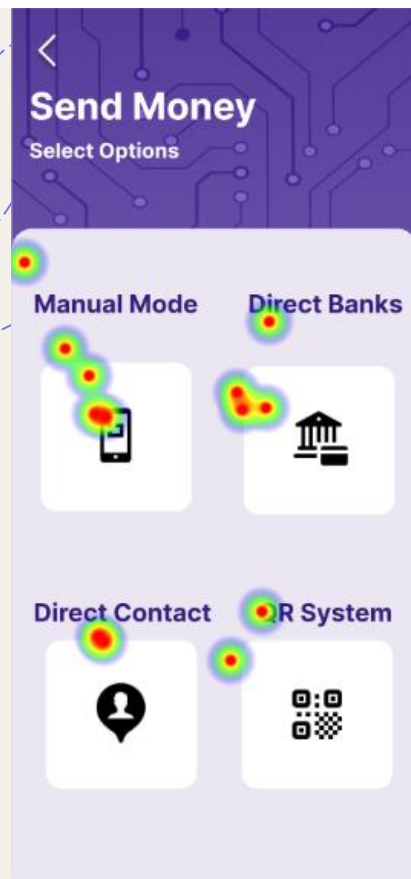 Send Money
Select Options
Manual Mode
Direct Banks
Direct Contact
QR System